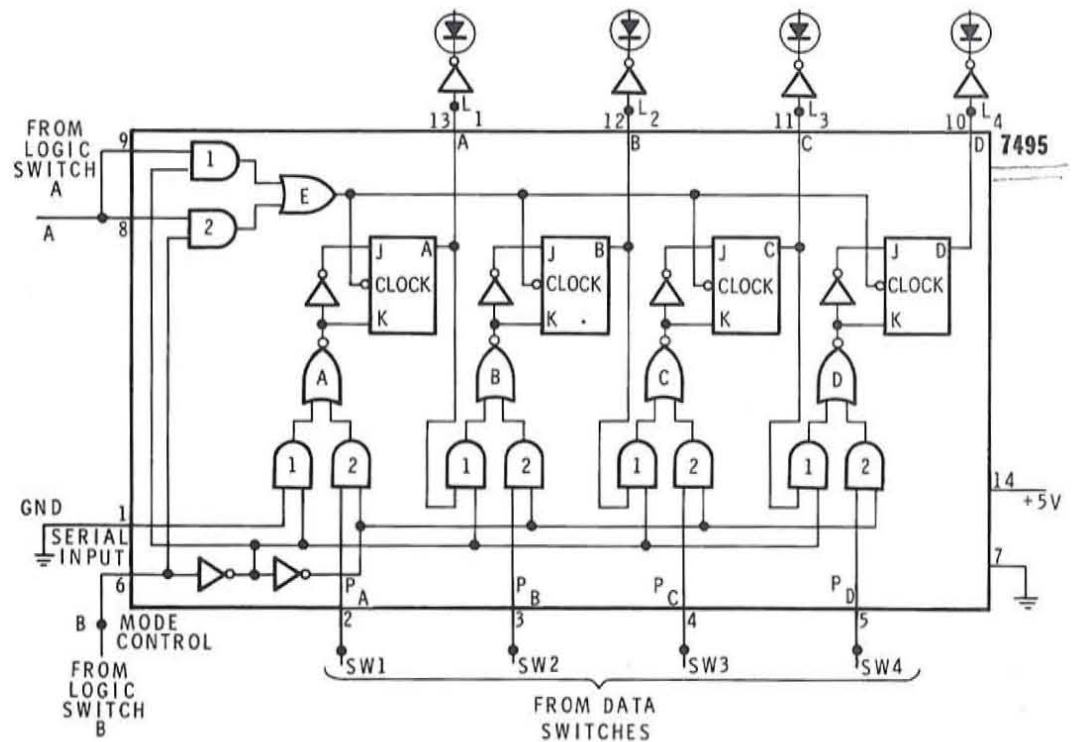 L1
L2
L3
L4
13
12
11
10
7495
A
B
C
D
FROM
LOGIC
SWITCH
A
9
1
E
A
8
2
J A
CLOCK
K
J B
CLOCK
K
J C
CLOCK
K
J D
CLOCK
K
A
B
C
D
1 2
1 2
1 2
1 2
GND
1
SERIAL
INPUT
14
+5V
6
7
PA
PB
PC
PD
B
MODE
CONTROL
2
3
4
5
FROM
LOGIC
SWITCH
B
SW1
SW2
SW3
SW4
FROM DATA
SWITCHES